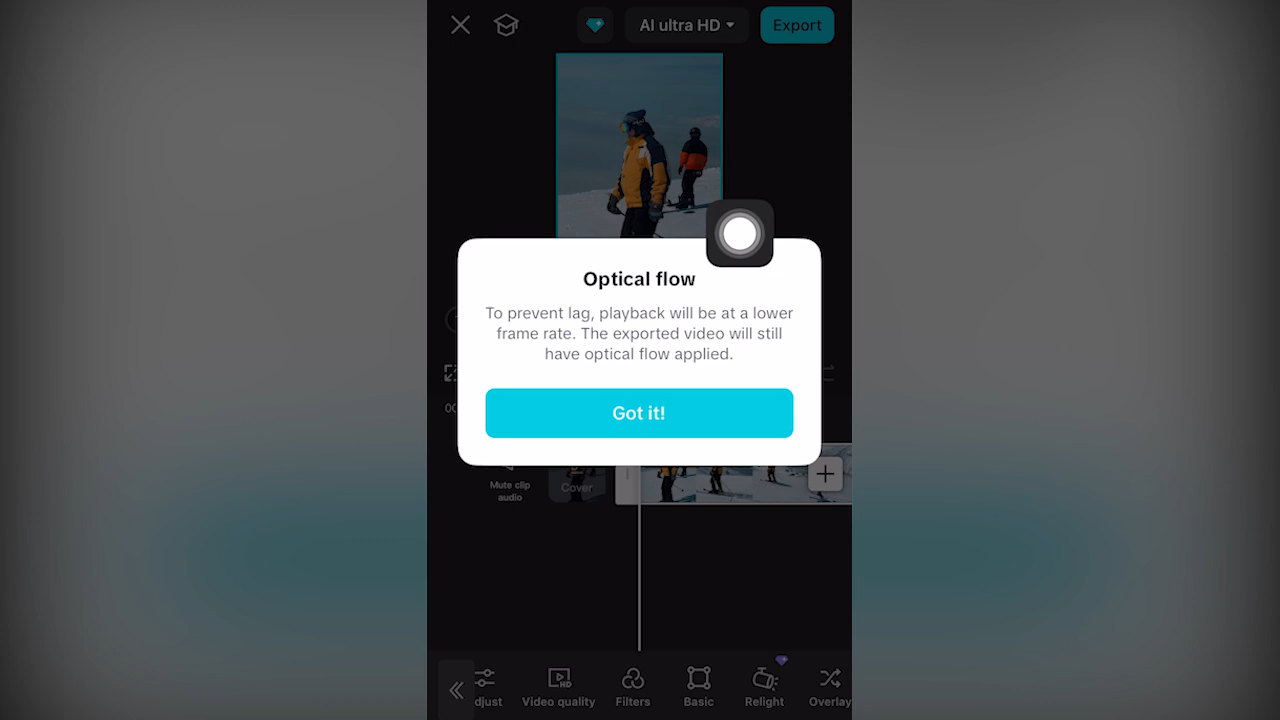 AI ultra HD
Export
Optical flow
To prevent lag, playback will be at a lower
frame rate. The exported video will still
have optical flow applied.
Got it!
00
Mute clip
audio
Cover
djust
Video quality
HD
Filters
Basic
Relight
Overlay